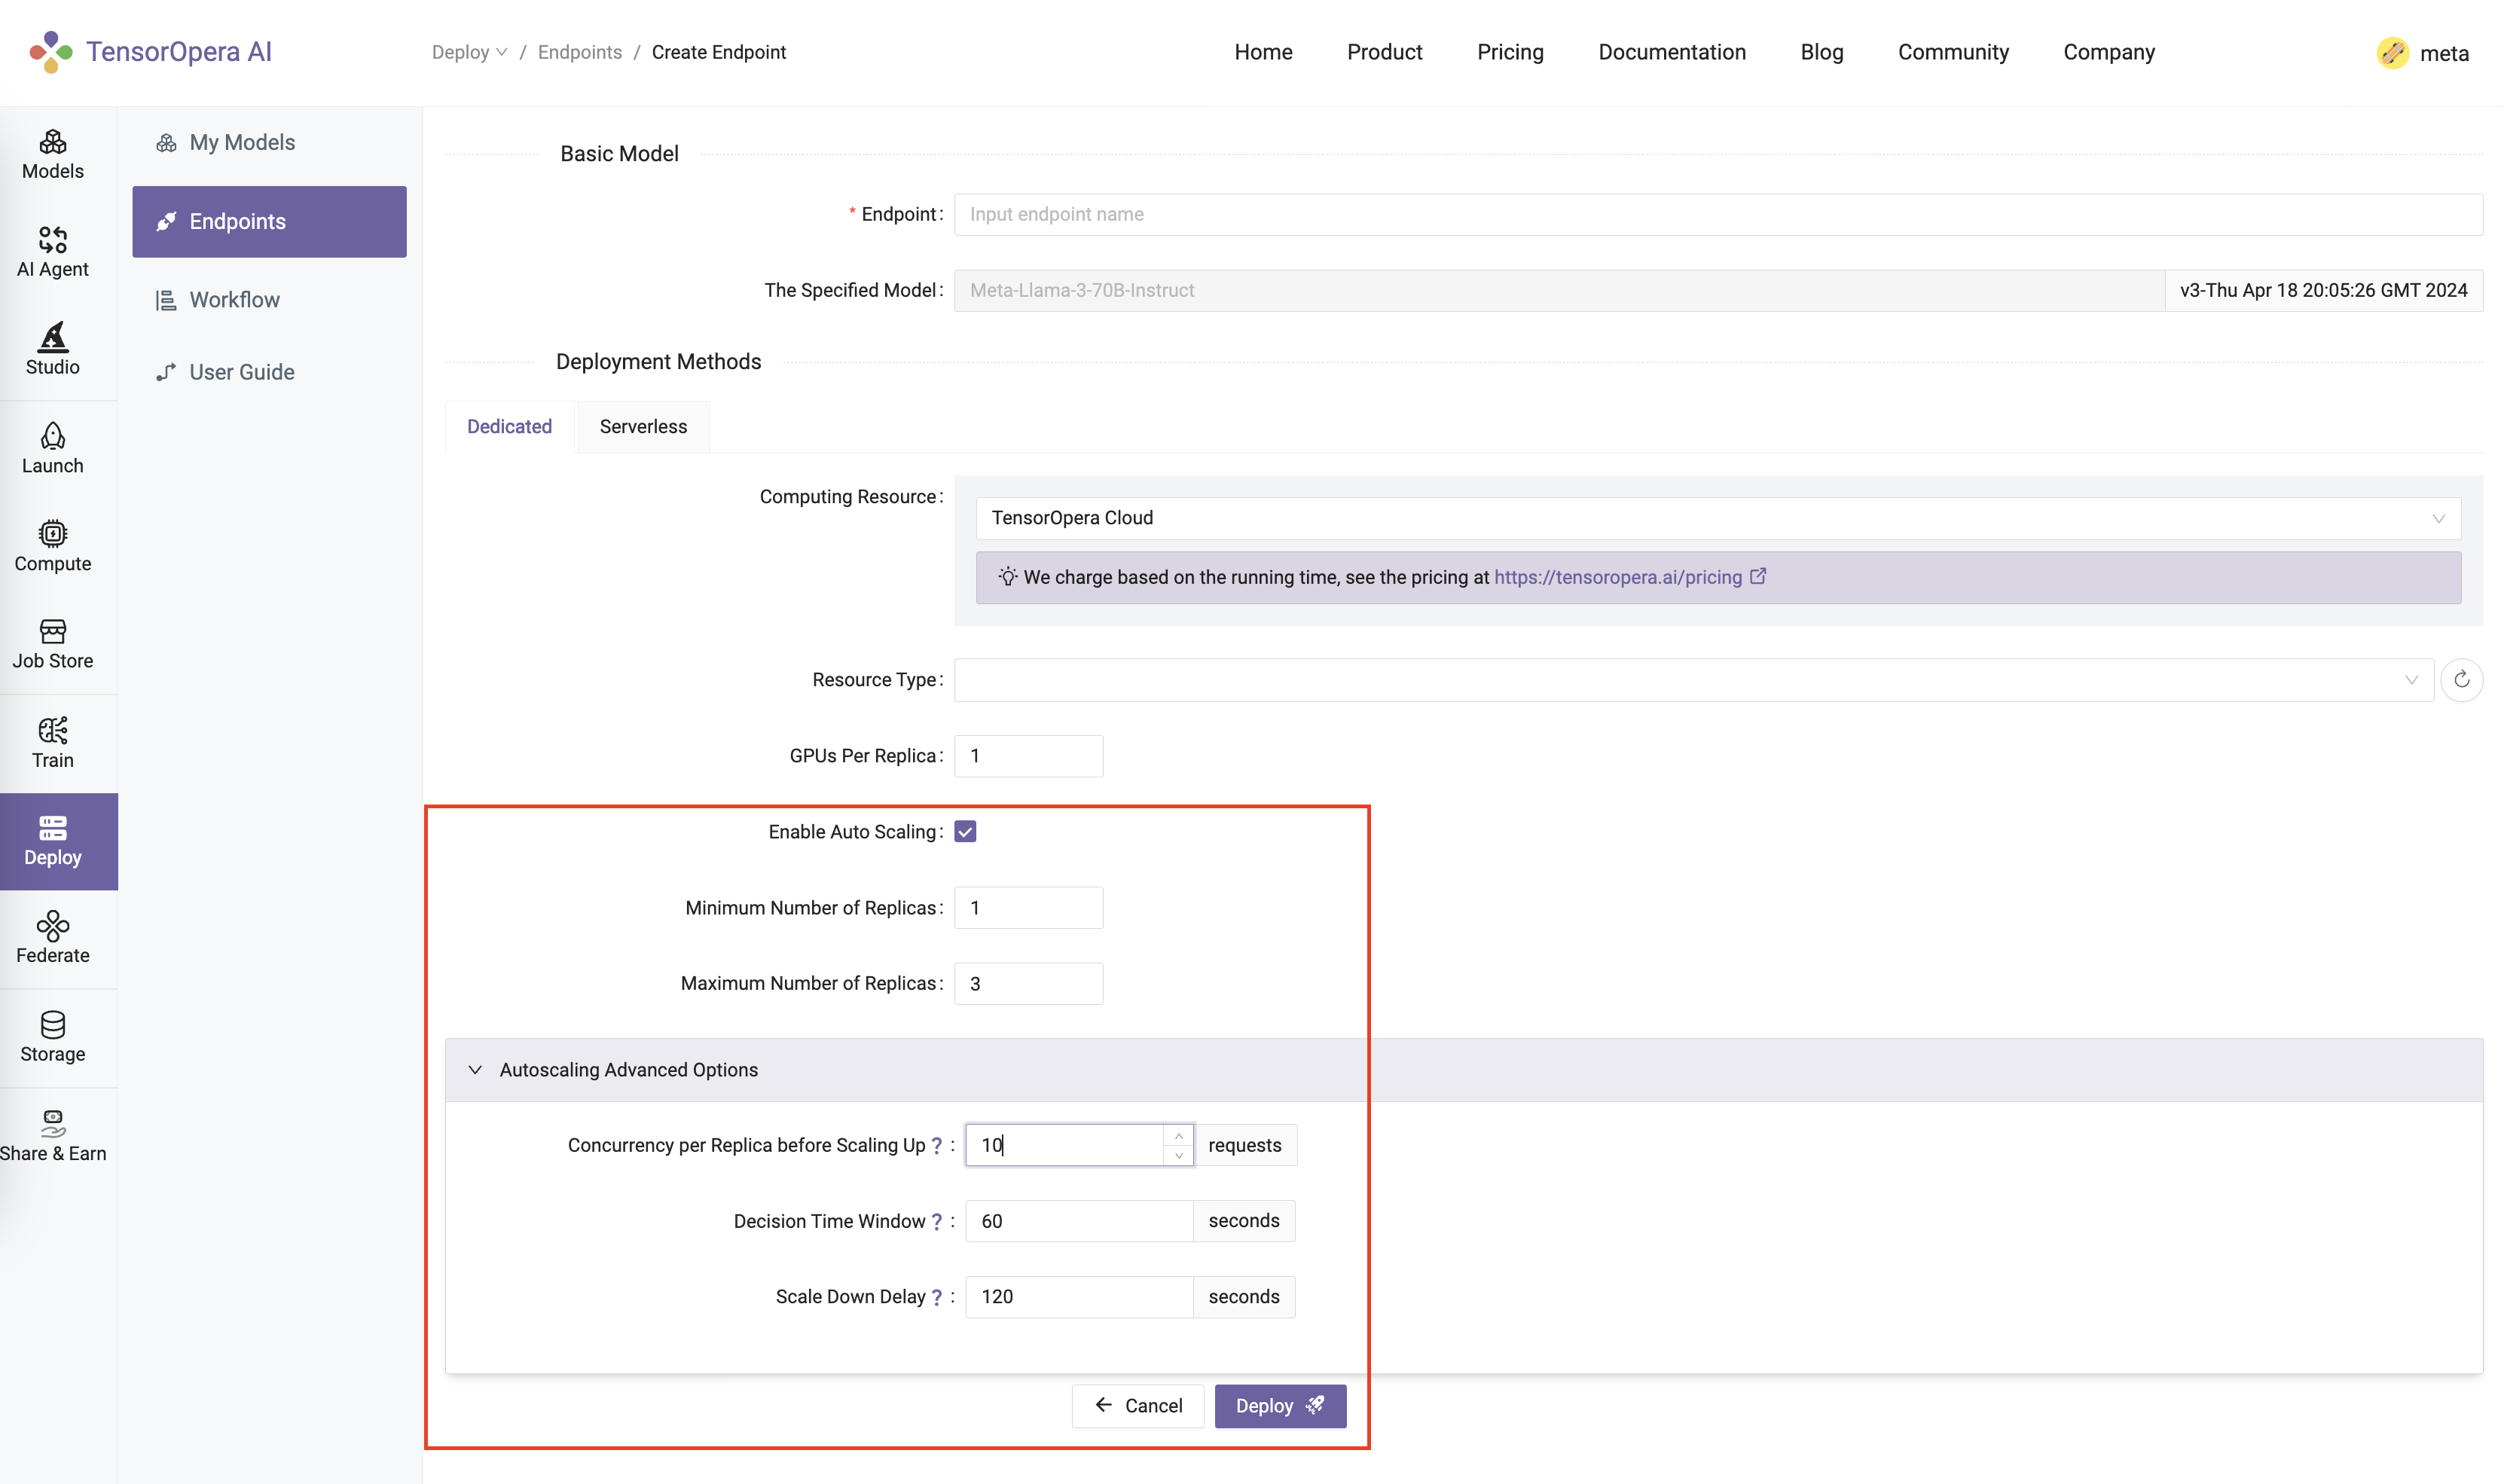 TensorOpera AI
Deploy / Endpoints / Create Endpoint
Home Product Pricing Documentation Blog Community Company
meta
Models
AI Agent
Studio
Launch
Compute
Job Store
Train
Deploy
Federate
Storage
Share & Earn
My Models
Endpoints
Workflow
User Guide
Basic Model
* Endpoint: Input endpoint name
The Specified Model: Meta-Llama-3-70B-Instruct v3-Thu Apr 18 20:05:26 GMT 2024
Deployment Methods
Dedicated Serverless
Computing Resource: TensorOpera Cloud
We charge based on the running time, see the pricing at https://tensoropera.ai/pricing
Resource Type:
GPUs Per Replica: 1
Enable Auto Scaling:
Minimum Number of Replicas: 1
Maximum Number of Replicas: 3
Autoscaling Advanced Options
Concurrency per Replica before Scaling Up ? : 10 requests
Decision Time Window ? : 60 seconds
Scale Down Delay ? : 120 seconds
Cancel Deploy